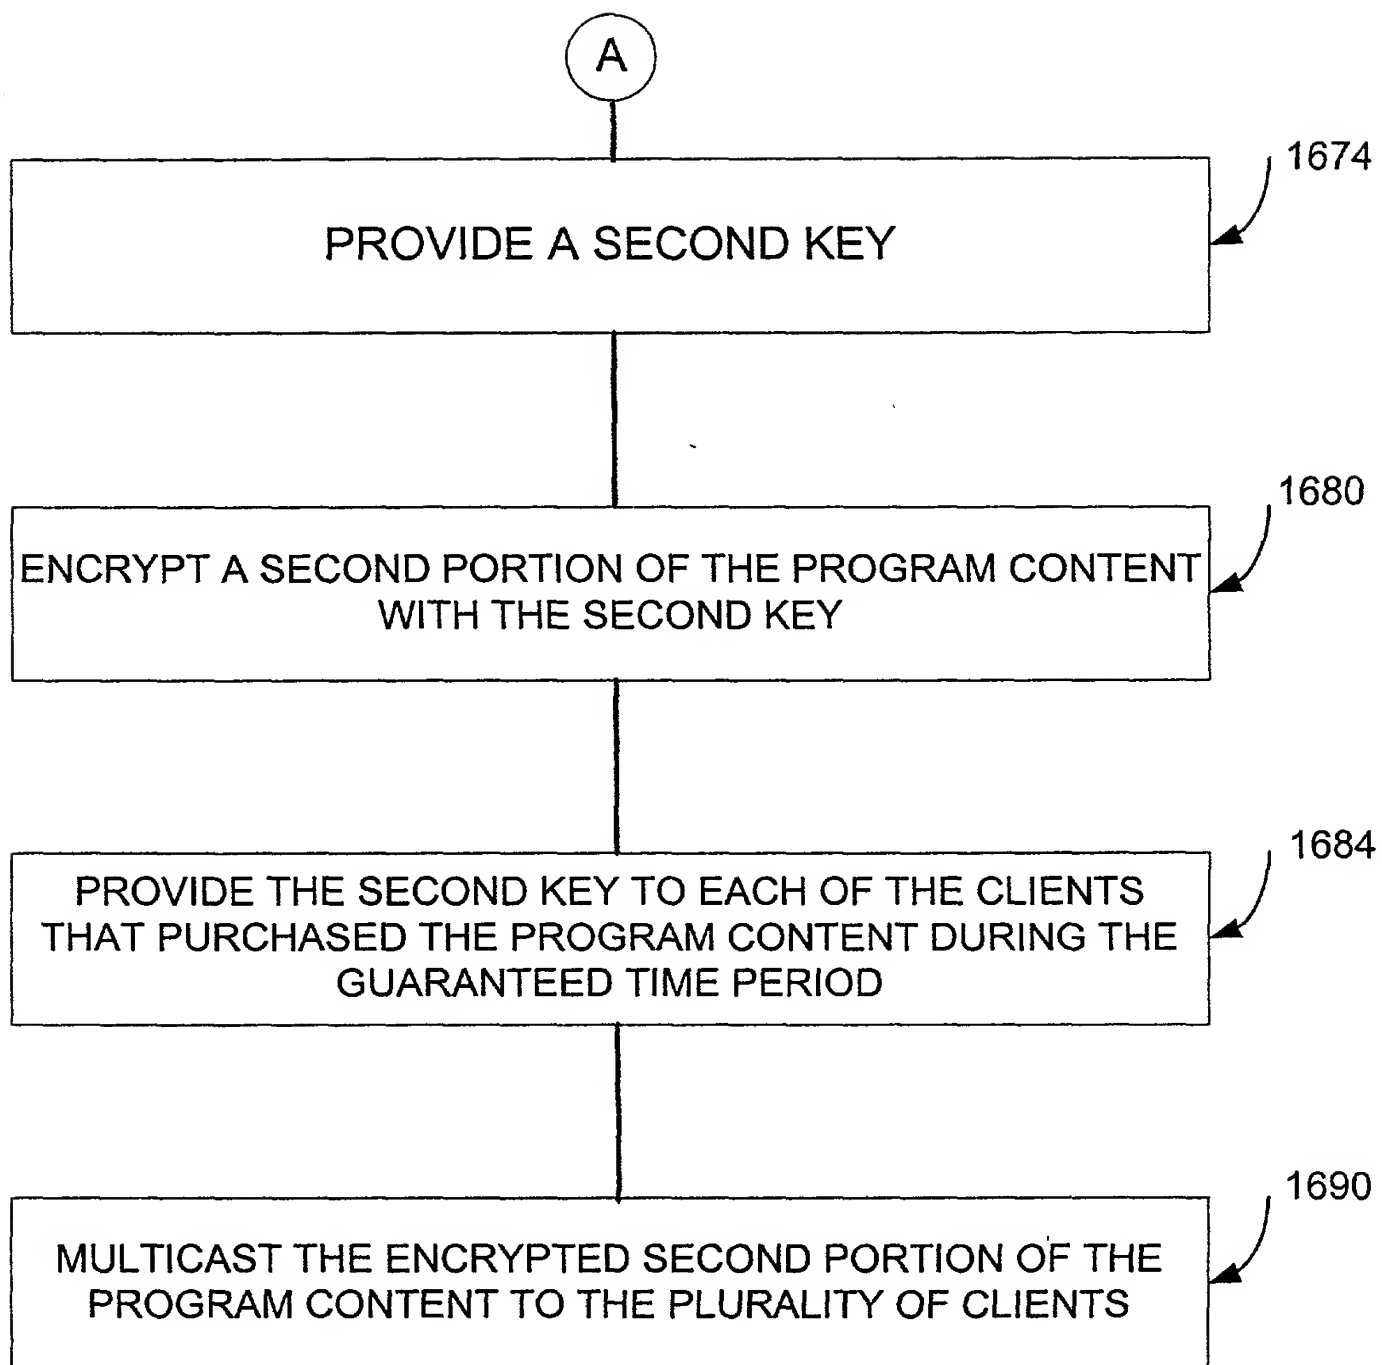 A
1674
PROVIDE A SECOND KEY
1680
ENCRYPT A SECOND PORTION OF THE PROGRAM CONTENT
WITH THE SECOND KEY
1684
PROVIDE THE SECOND KEY TO EACH OF THE CLIENTS
THAT PURCHASED THE PROGRAM CONTENT DURING THE
GUARANTEED TIME PERIOD
1690
MULTICAST THE ENCRYPTED SECOND PORTION OF THE
PROGRAM CONTENT TO THE PLURALITY OF CLIENTS